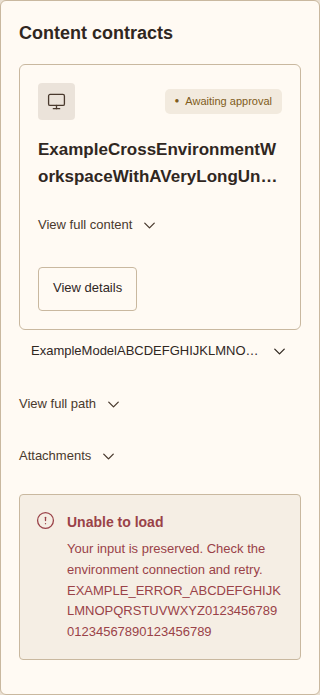 Content contracts
• Awaiting approval
ExampleCrossEnvironmentW
orkspaceWithAVeryLongUn…
View full content
View details
ExampleModelABCDEFGHIJKLMNO…
View full path
Attachments
Unable to load
Your input is preserved. Check the
environment connection and retry.
EXAMPLE_ERROR_ABCDEFGHIJK
LMNOPQRSTUVWXYZ0123456789
01234567890123456789